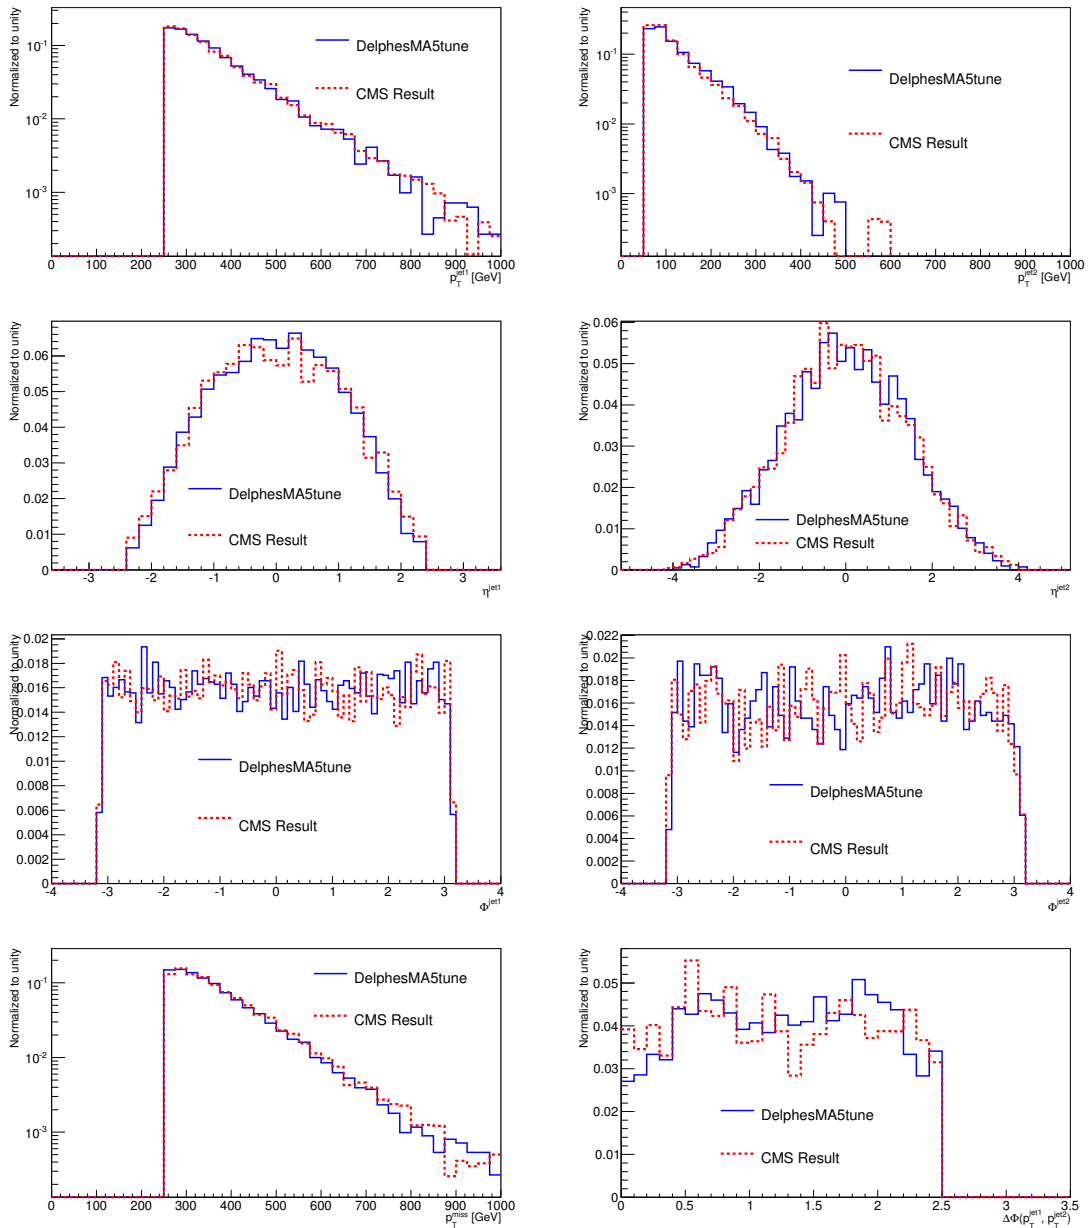 Normalized to unity
10^-1
10^-2
10^-3
DelphesMA5tune
CMS Result
0 100 200 300 400 500 600 700 800 900 1000
p_T^jet1 [GeV]
Normalized to unity
10^-1
10^-2
10^-3
DelphesMA5tune
CMS Result
0 100 200 300 400 500 600 700 800 900 1000
p_T^jet2 [GeV]
Normalized to unity
0.06
0.05
0.04
0.03
0.02
0.01
0
DelphesMA5tune
CMS Result
-3 -2 -1 0 1 2 3
η^jet1
Normalized to unity
0.06
0.05
0.04
0.03
0.02
0.01
0
DelphesMA5tune
CMS Result
-4 -2 0 2 4
η^jet2
Normalized to unity
0.02
0.018
0.016
0.014
0.012
0.01
0.008
0.006
0.004
0.002
0
DelphesMA5tune
CMS Result
-4 -3 -2 -1 0 1 2 3 4
Φ^jet1
Normalized to unity
0.022
0.02
0.018
0.016
0.014
0.012
0.01
0.008
0.006
0.004
0.002
0
DelphesMA5tune
CMS Result
-4 -3 -2 -1 0 1 2 3 4
Φ^jet2
Normalized to unity
10^-1
10^-2
10^-3
DelphesMA5tune
CMS Result
0 100 200 300 400 500 600 700 800 900 1000
p_T^miss [GeV]
Normalized to unity
0.05
0.04
0.03
0.02
0.01
0
DelphesMA5tune
CMS Result
0 0.5 1 1.5 2 2.5 3 3.5
ΔΦ(p_T^jet1, p_T^jet2)